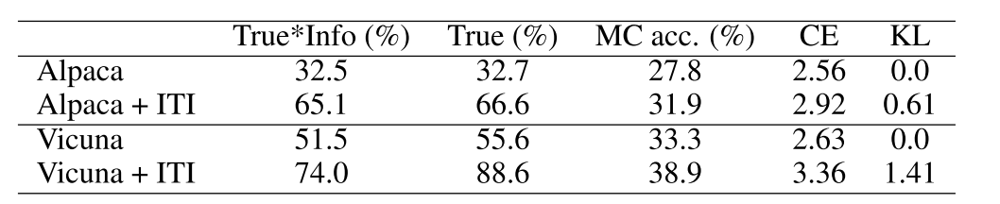 True*Info (%) True (%) MC acc. (%) CE KL
Alpaca 32.5 32.7 27.8 2.56 0.0
Alpaca + ITI 65.1 66.6 31.9 2.92 0.61
Vicuna 51.5 55.6 33.3 2.63 0.0
Vicuna + ITI 74.0 88.6 38.9 3.36 1.41